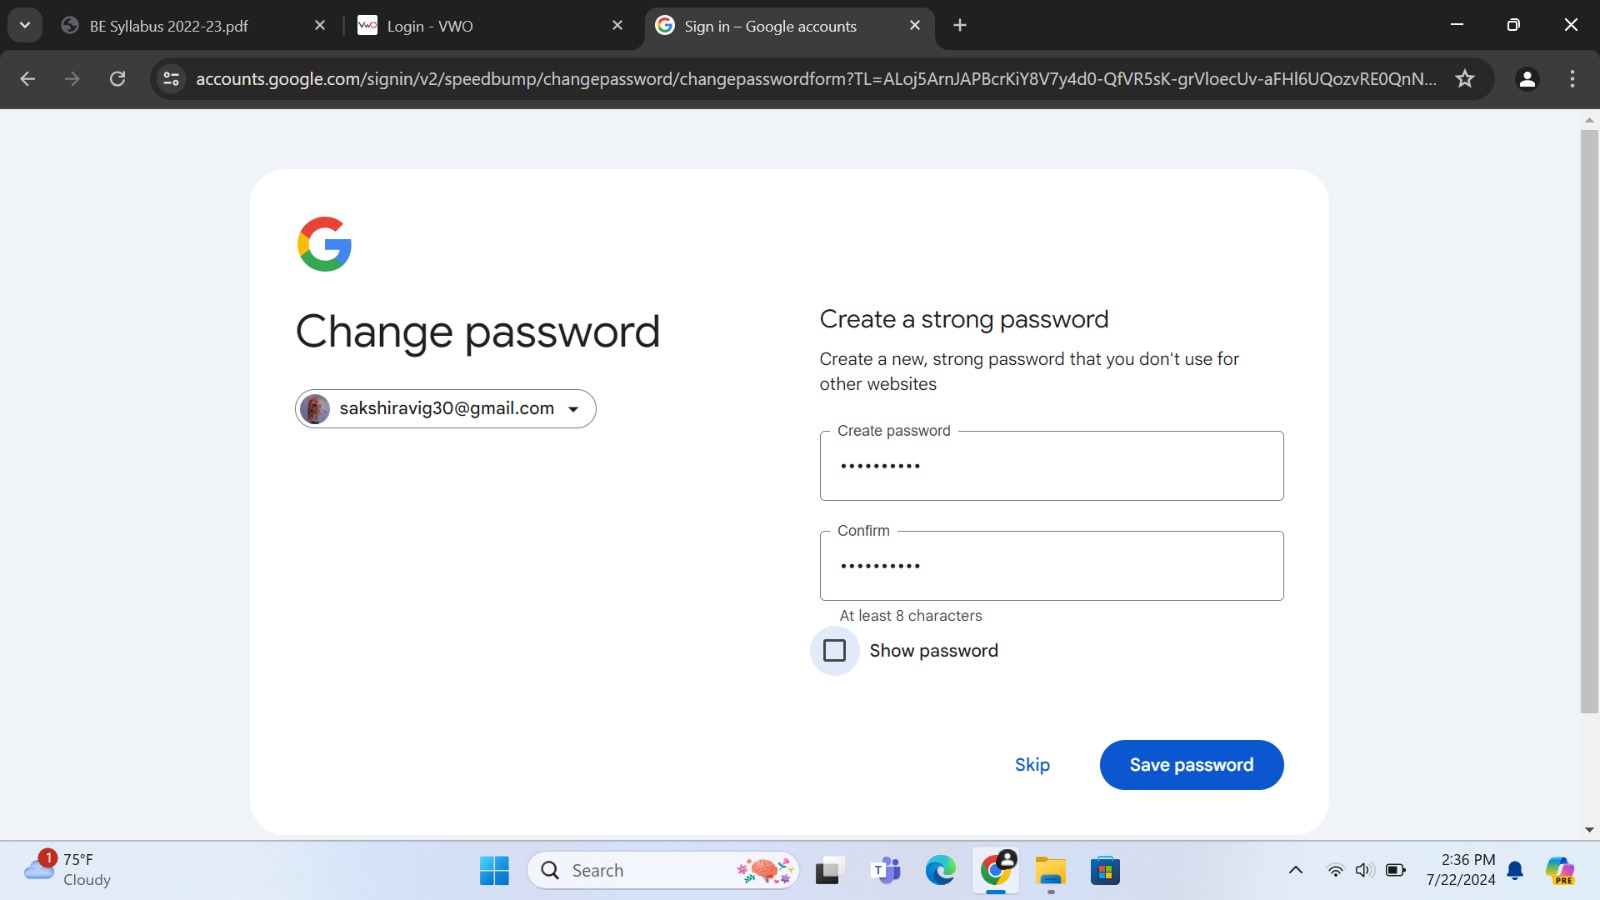 BE Syllabus 2022-23.pdf
VWO
Login - VWO
Sign in – Google accounts
accounts.google.com/signin/v2/speedbump/changepassword/changepasswordform?TL=ALoj5ArnJAPBcrKiY8V7y4d0-QfVR5sK-grVloecUv-aFHl6UQozvRE0QnN...
Change password
sakshiravig30@gmail.com
Create a strong password
Create a new, strong password that you don't use for
other websites
Create password
••••••••••
Confirm
••••••••••
At least 8 characters
Show password
Skip
Save password
1
75°F
Cloudy
Search
2:36 PM
7/22/2024
PRE